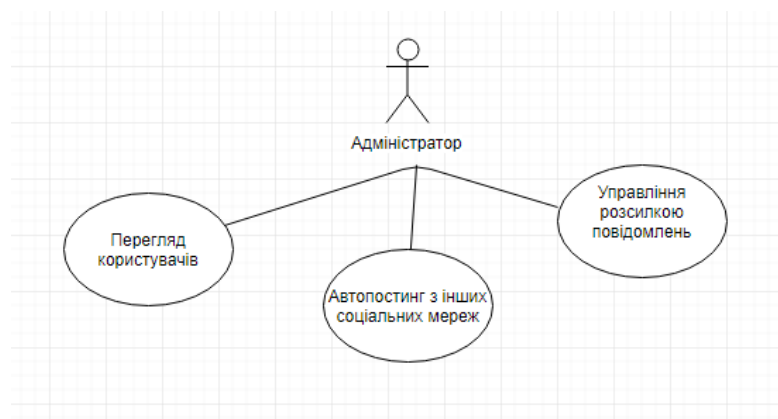 Адміністратор
Перегляд
користувачів
Автопостинг з інших
соціальних мереж
Управління
розсилкою
повідомлень